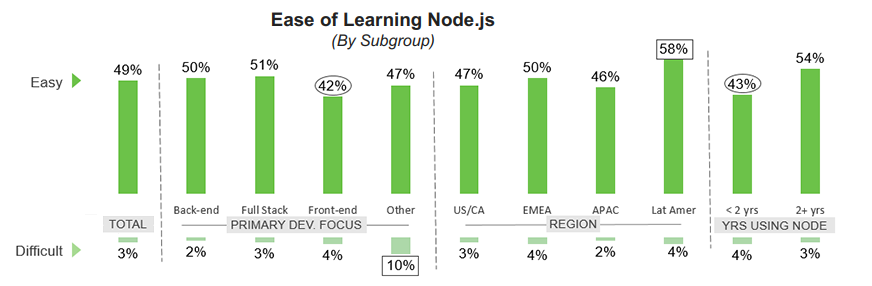 Ease of Learning Node.js
(By Subgroup)
Easy
49% 50% 51% 42% 47% 47% 50% 46% 58% 43% 54%
Back-end Full Stack Front-end Other US/CA EMEA APAC Lat Amer < 2 yrs 2+ yrs
TOTAL PRIMARY DEV. FOCUS REGION YRS USING NODE
Difficult
3% 2% 3% 4% 10% 3% 4% 2% 4% 4% 3%